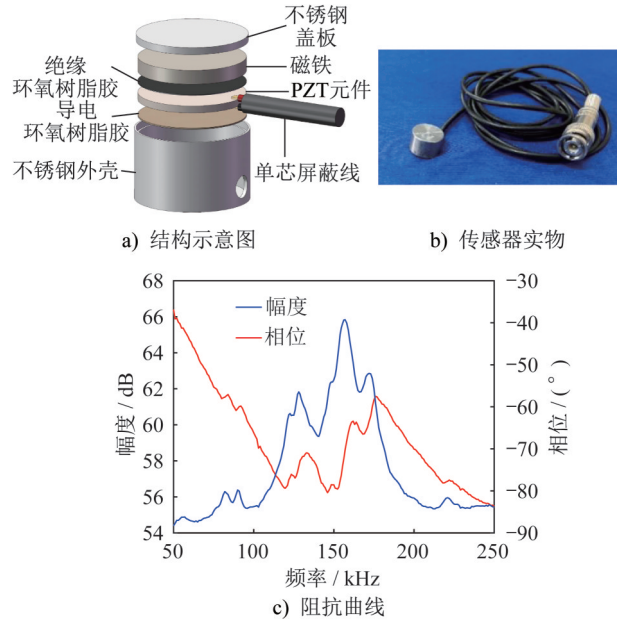 不锈钢
盖板
绝缘
环氧树脂胶
导电
环氧树脂胶
不锈钢外壳
磁铁
PZT元件
单芯屏蔽线
a) 结构示意图
b) 传感器实物
68
66
64
62
60
58
56
54
幅度 / dB
幅度
相位
−30
−40
−50
−60
−70
−80
−90
相位 / (°)
50
100
150
200
250
频率 / kHz
c) 阻抗曲线